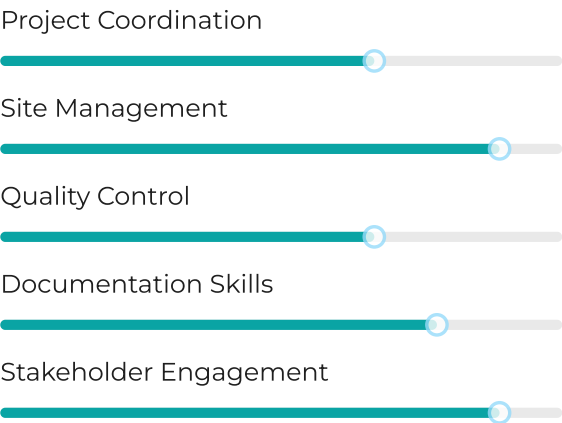 Project Coordination
Site Management
Quality Control
Documentation Skills
Stakeholder Engagement